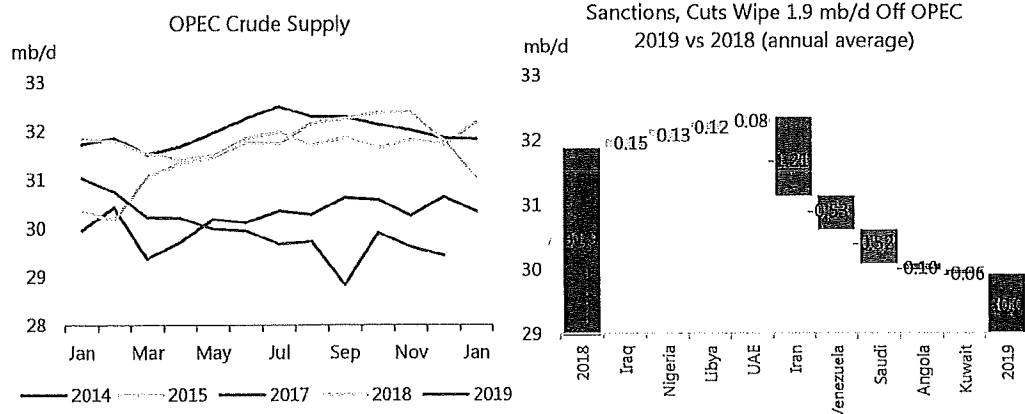 OPEC Crude Supply
mb/d
33
32
31
30
29
28
Jan Mar May Jul Sep Nov Jan
2014 2015 2017 2018 2019
Sanctions, Cuts Wipe 1.9 mb/d Off OPEC
2019 vs 2018 (annual average)
mb/d
33
32
31
30
29
0.15 0.13 0.12 0.08
-0.53
-0.52
-0.10 -0.06
2018
Iraq
Nigeria
Libya
UAE
Iran
Venezuela
Saudi
Angola
Kuwait
2019